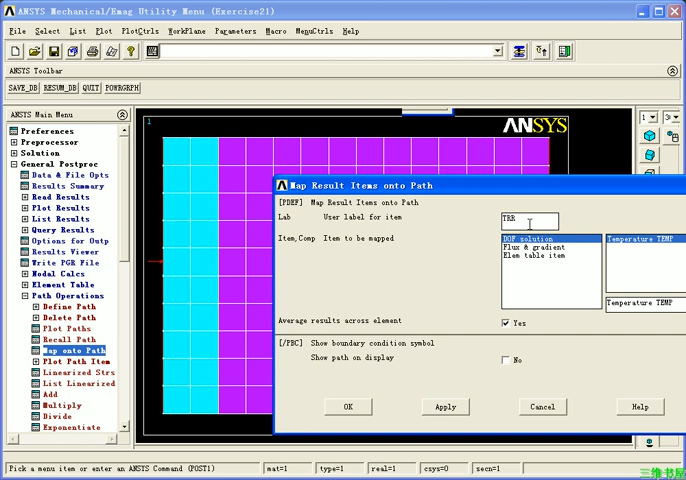 ANSYS Mechanical/Emag Utility Menu (Exercise21)
File Select List Plot PlotCtrls WorkPlane Parameters Macro MenuCtrls Help
ANSYS Toolbar
SAVE_DB RESUM_DB QUIT POWRGRPH
ANSYS Main Menu
Preferences
Preprocessor
Solution
General Postproc
Data & File Opts
Results Summary
Read Results
Plot Results
List Results
Query Results
Options for Outp
Results Viewer
Write PGR File
Nodal Calcs
Element Table
Path Operations
Define Path
Delete Path
Plot Paths
Recall Path
Map onto Path
Plot Path Item
Linearized Strs
List Linearized
Add
Multiply
Divide
Exponentiate
1
ANSYS
1
Map Result Items onto Path
[PDEF] Map Result Items onto Path
Lab User label for item
TRR
Item,Comp Item to be mapped
DOF solution
Flux & gradient
Elem table item
Temperature TEMP
Temperature TEMP
Average results across element
Yes
[/PBC] Show boundary condition symbol
Show path on display
No
OK Apply Cancel Help
Pick a menu item or enter an ANSYS Command (POST1)
mat=1 type=1 real=1 csys=0 secn=1
三维书屋